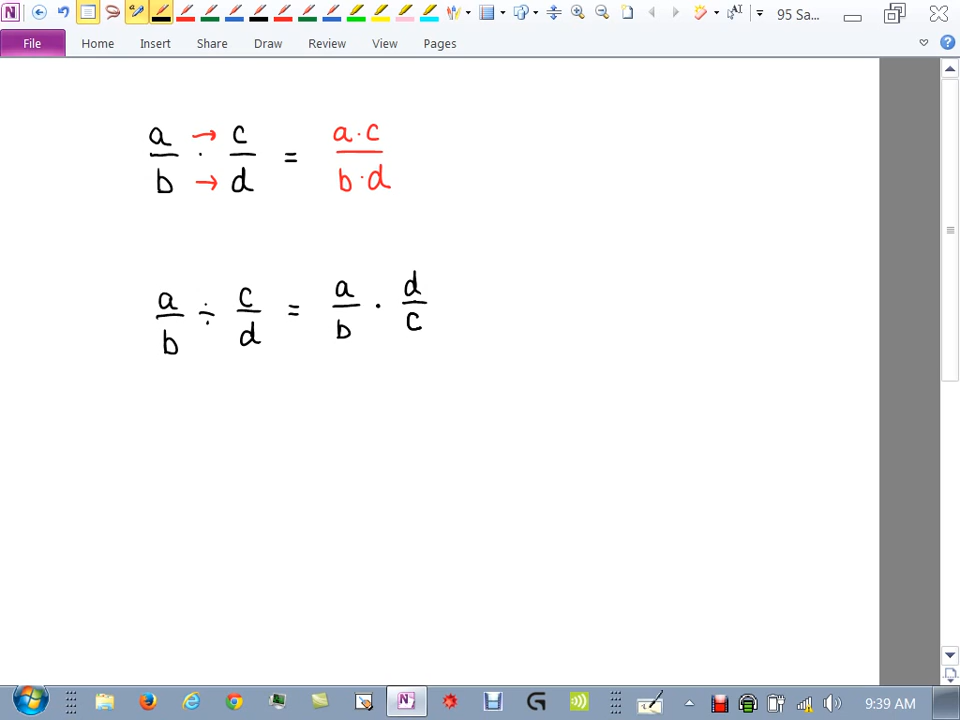 95 Sa...
File Home Insert Share Draw Review View Pages
a/b · c/d = a·c/b·d
a/b ÷ c/d = a/b · d/c
9:39 AM